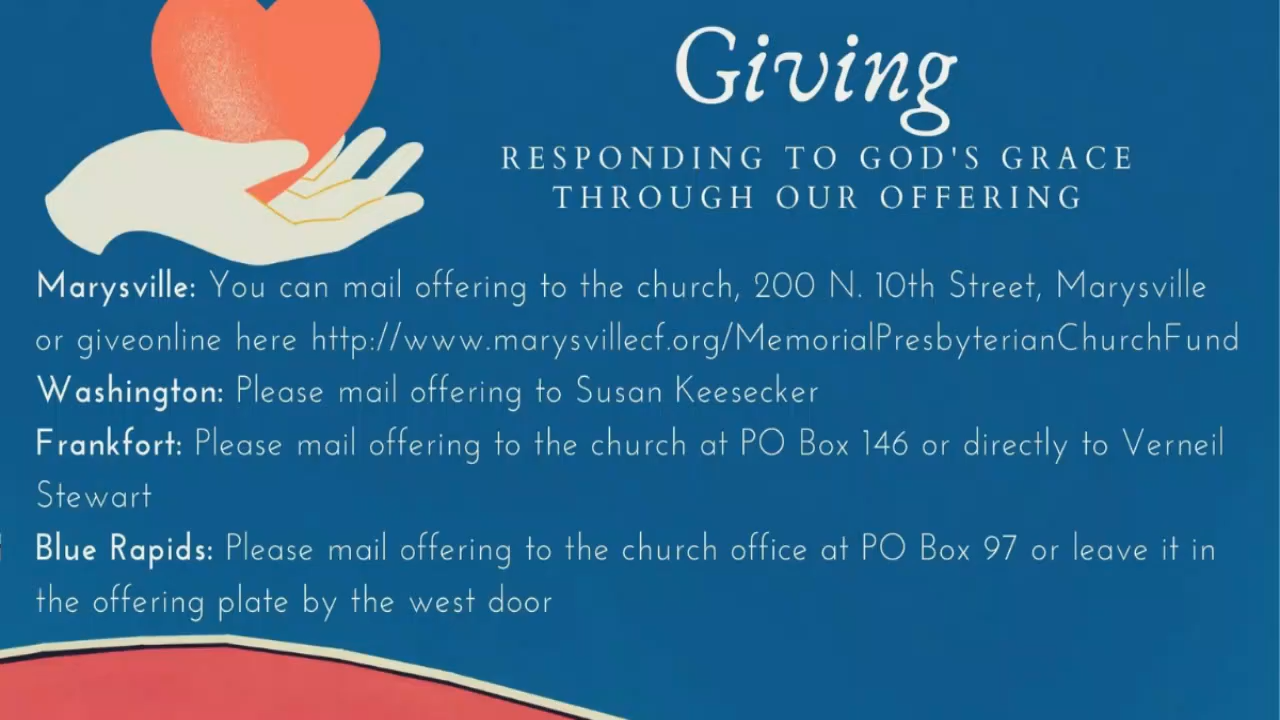 Giving
RESPONDING TO GOD'S GRACE
THROUGH OUR OFFERING
Marysville: You can mail offering to the church, 200 N. 10th Street, Marysville
or giveonline here http://www.marysvillecf.org/MemorialPresbyterianChurchFund
Washington: Please mail offering to Susan Keesecker
Frankfort: Please mail offering to the church at PO Box 146 or directly to Verneil
Stewart
Blue Rapids: Please mail offering to the church office at PO Box 97 or leave it in
the offering plate by the west door